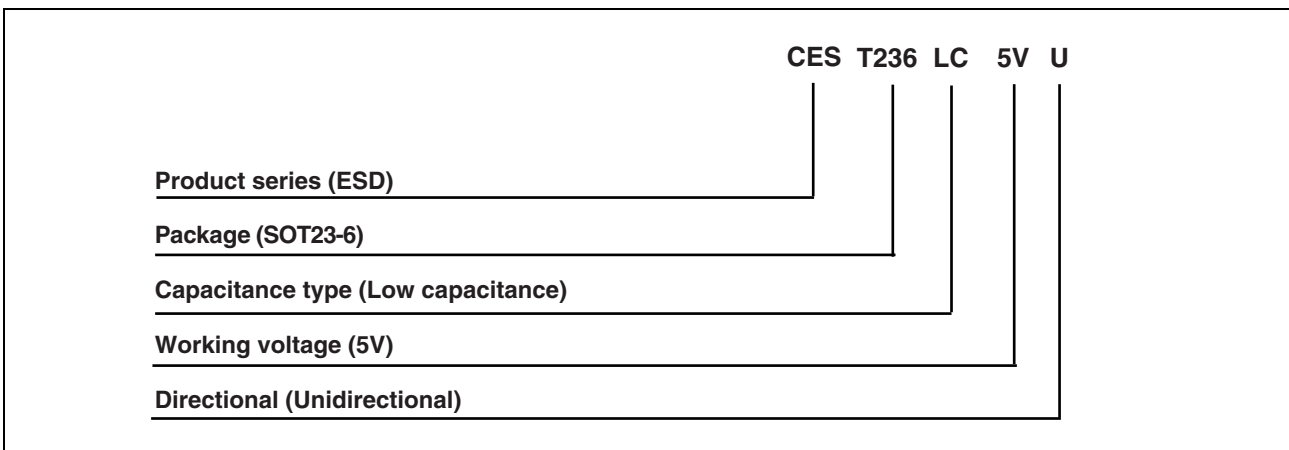 CES T236 LC 5V U
Product series (ESD)
Package (SOT23-6)
Capacitance type (Low capacitance)
Working voltage (5V)
Directional (Unidirectional)